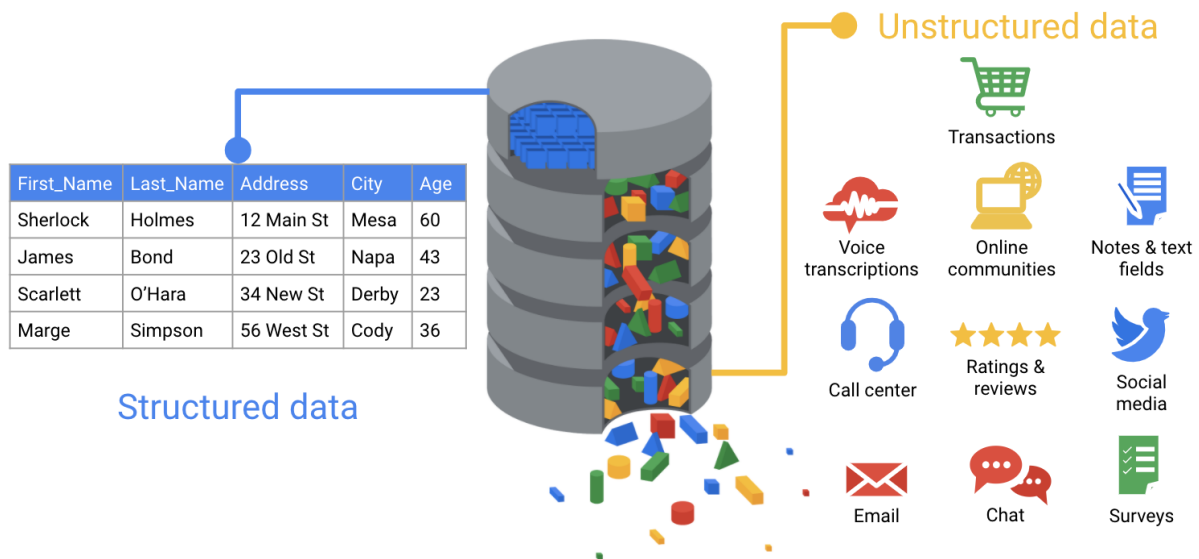 Unstructured data
Transactions
First_Name Last_Name Address City Age
Sherlock Holmes 12 Main St Mesa 60
James Bond 23 Old St Napa 43
Scarlett O’Hara 34 New St Derby 23
Marge Simpson 56 West St Cody 36
Structured data
Voice
transcriptions
Online
communities
Notes & text
fields
Call center
Ratings &
reviews
Social
media
Email
Chat
Surveys